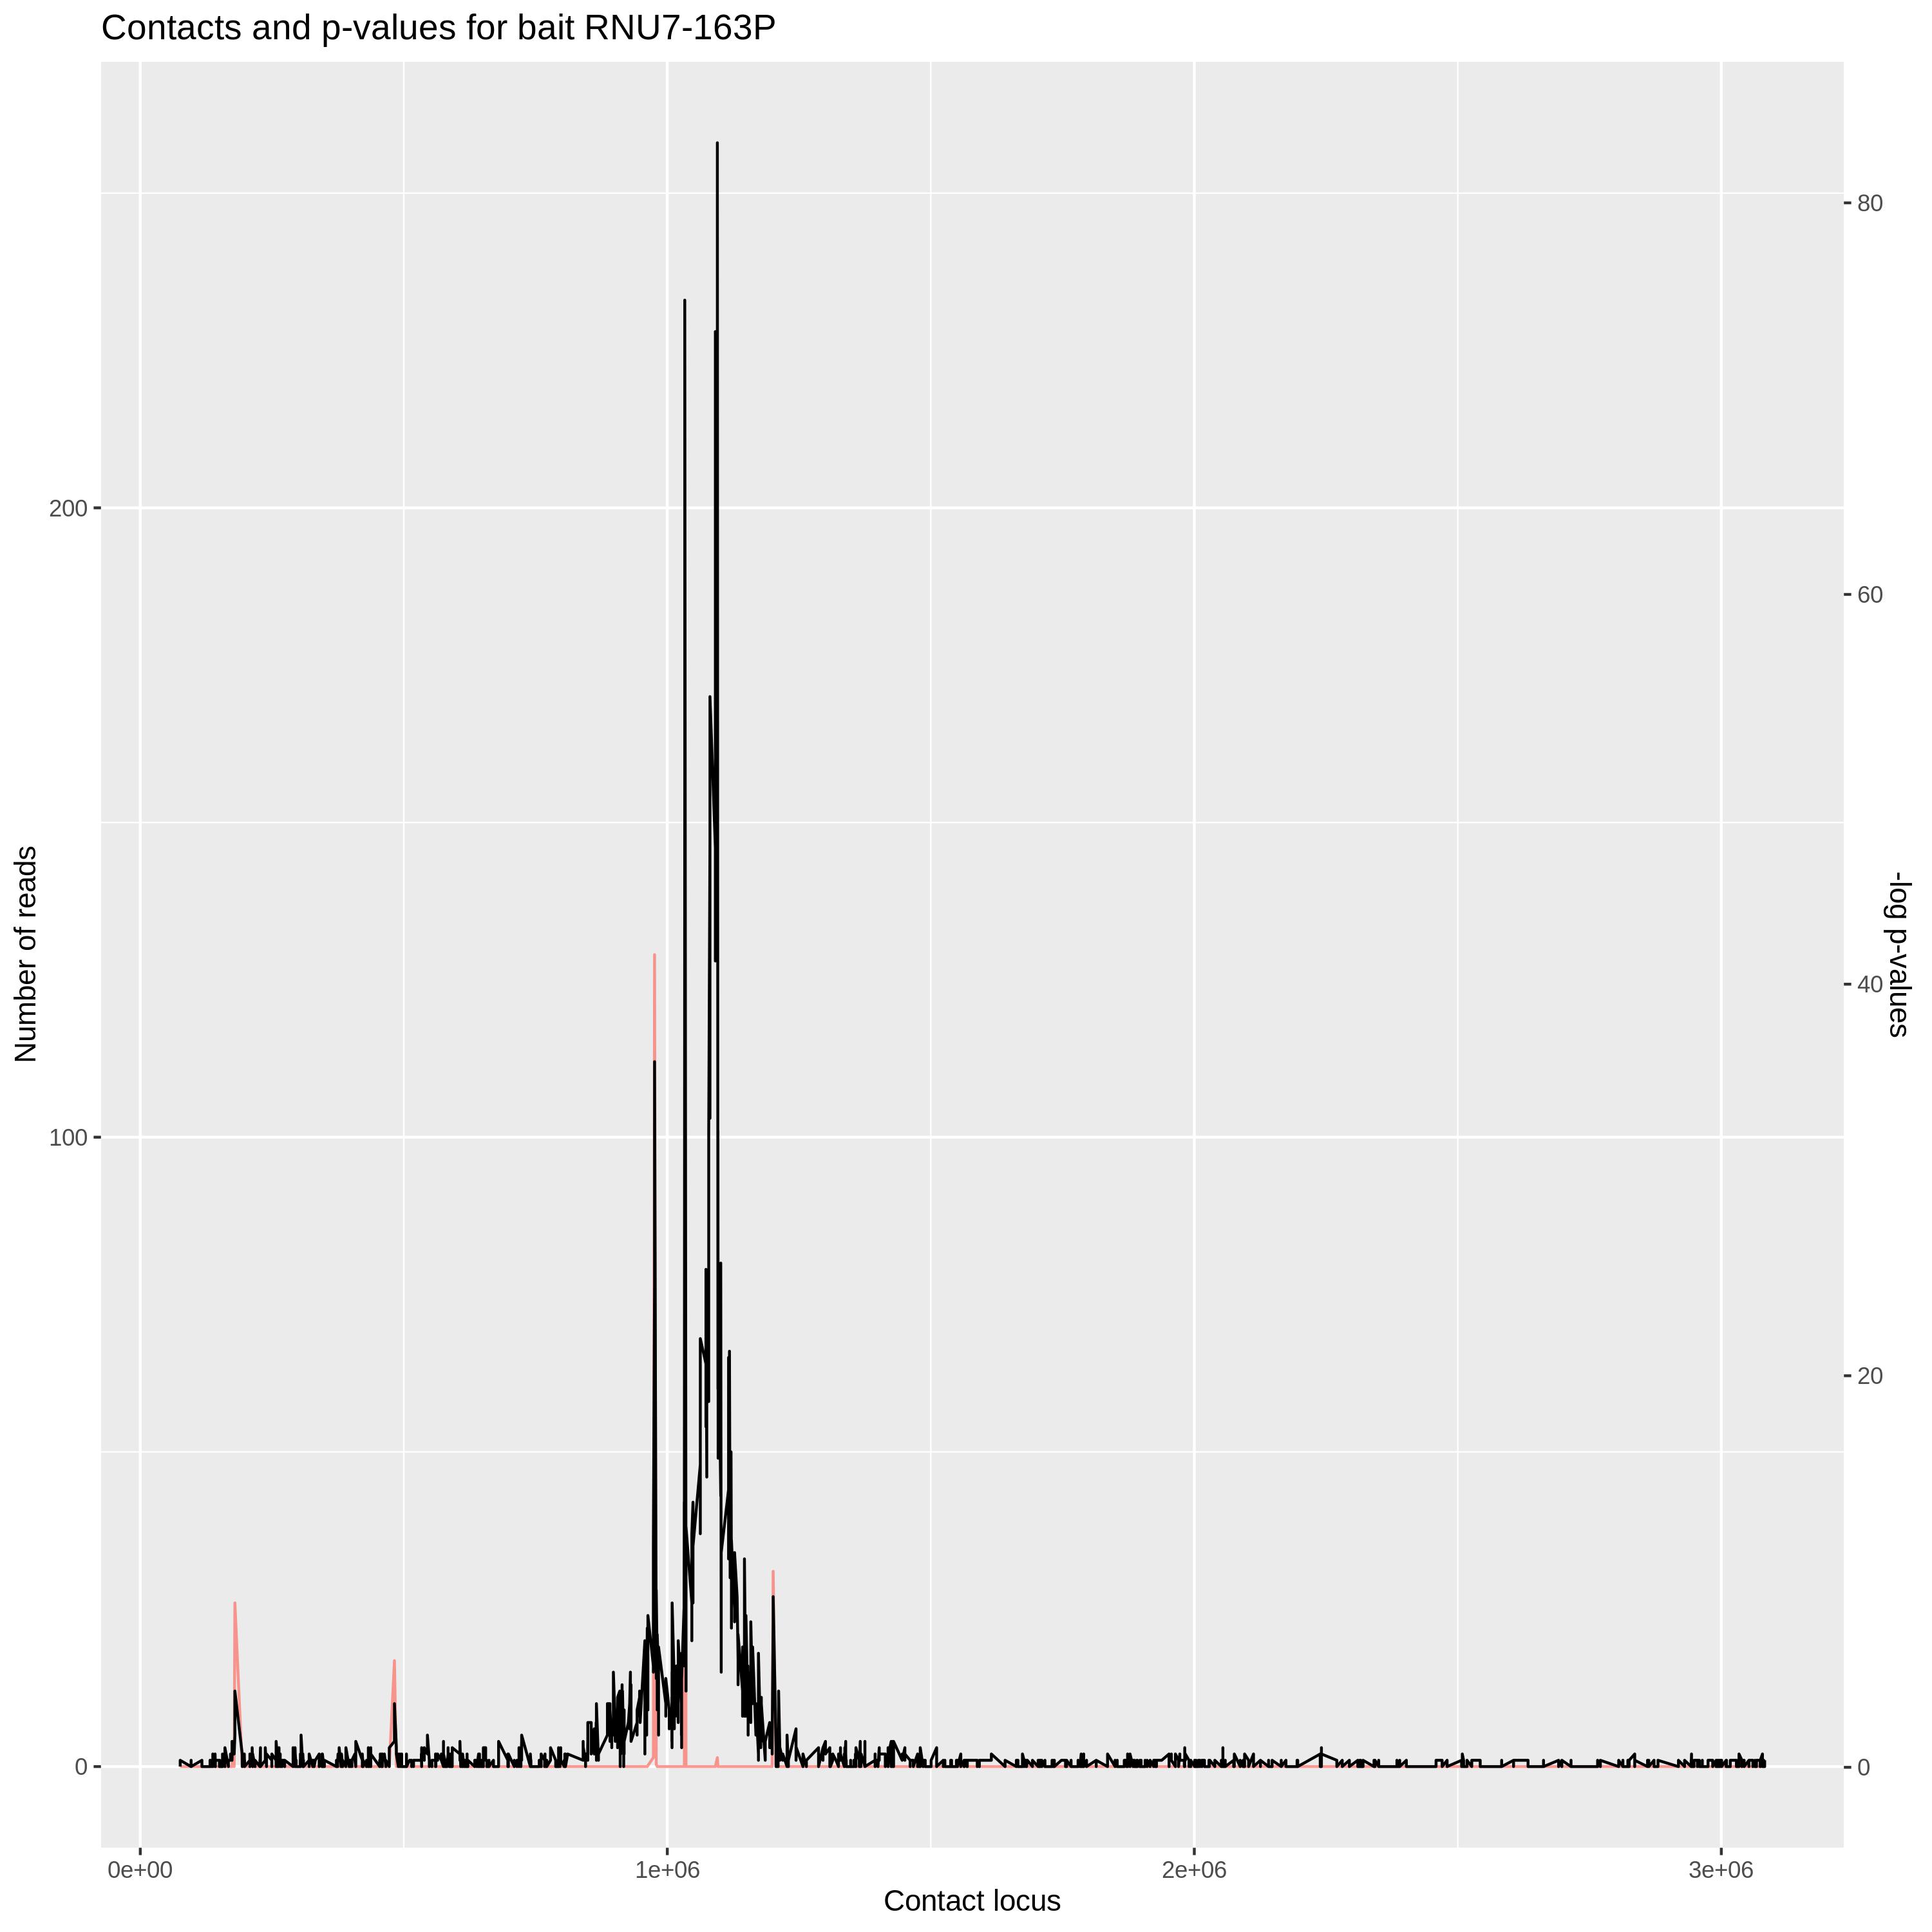 Contacts and p-values for bait RNU7-163P
Number of reads
200
100
0
80
60
40
20
0
-log p-values
0e+00 1e+06 2e+06 3e+06
Contact locus